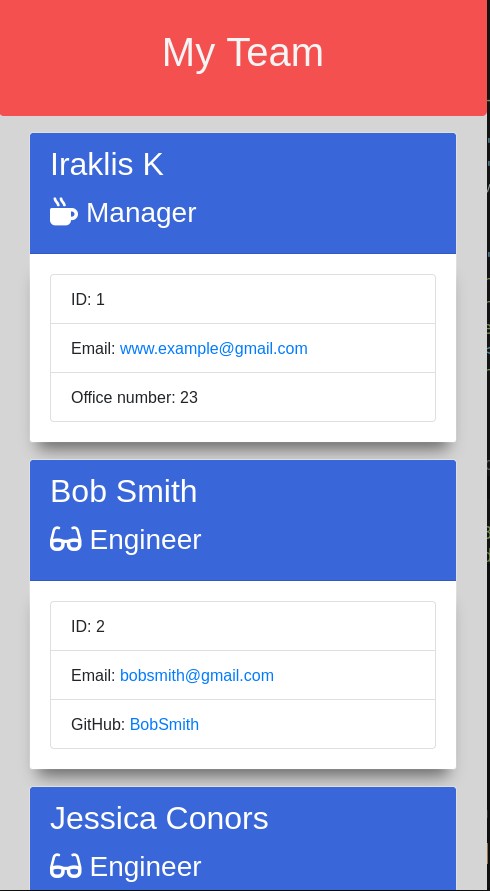 My Team
Iraklis K
Manager
ID: 1
Email: www.example@gmail.com
Office number: 23
Bob Smith
Engineer
ID: 2
Email: bobsmith@gmail.com
GitHub: BobSmith
Jessica Conors
Engineer